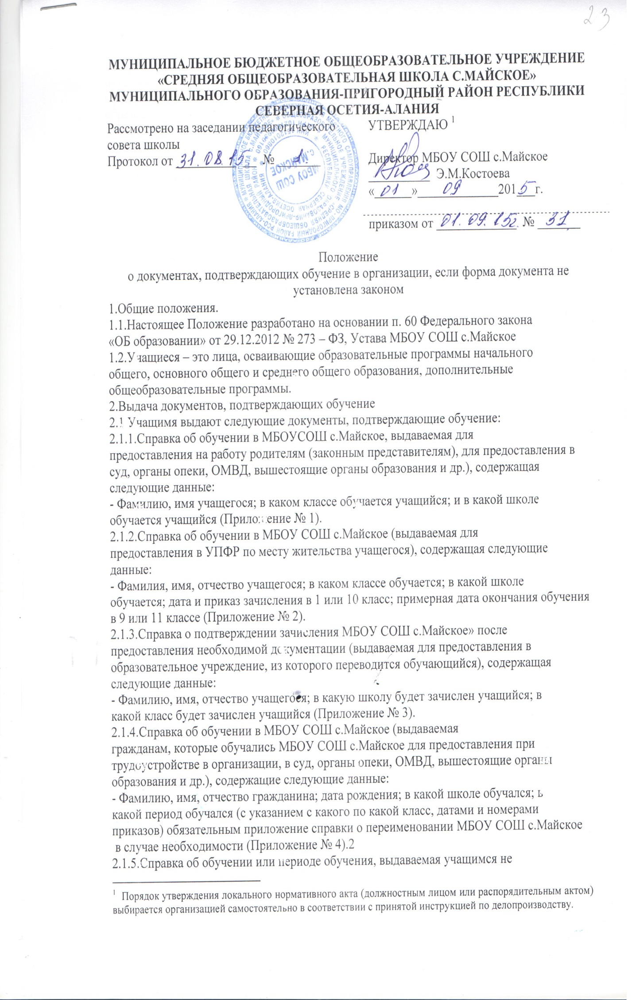 23
МУНИЦИПАЛЬНОЕ БЮДЖЕТНОЕ ОБЩЕОБРАЗОВАТЕЛЬНОЕ УЧРЕЖДЕНИЕ
«СРЕДНЯЯ ОБЩЕОБРАЗОВАТЕЛЬНАЯ ШКОЛА С.МАЙСКОЕ»
МУНИЦИПАЛЬНОГО ОБРАЗОВАНИЯ-ПРИГОРОДНЫЙ РАЙОН РЕСПУБЛИКИ
СЕВЕРНАЯ ОСЕТИЯ-АЛАНИЯ
Рассмотрено на заседании педагогического
совета школы
Протокол от 31.08.15 № 1
УТВЕРЖДАЮ 1
Директор МБОУ СОШ с.Майское
Э.М.Костоева
«01» 09 2015г.
приказом от 01.09.15г. № 31
МБОУ СОШ
с.МАЙСКОЕ
Положение
о документах, подтверждающих обучение в организации, если форма документа не
установлена законом
1.Общие положения.
1.1.Настоящее Положение разработано на основании п. 60 Федерального закона
«ОБ образовании» от 29.12.2012 № 273 – ФЗ, Устава МБОУ СОШ с.Майское
1.2.Учащиеся – это лица, осваивающие образовательные программы начального
общего, основного общего и среднего общего образования, дополнительные
общеобразовательные программы.
2.Выдача документов, подтверждающих обучение
2.1 Учащимя выдают следующие документы, подтверждающие обучение:
2.1.1.Справка об обучении в МБОУСОШ с.Майское, выдаваемая для
предоставления на работу родителям (законным представителям), для предоставления в
суд, органы опеки, ОМВД, вышестоящие органы образования и др.), содержащая
следующие данные:
- Фамилию, имя учащегося; в каком классе обучается учащийся; и в какой школе
обучается учащийся (Приложение № 1).
2.1.2.Справка об обучении в МБОУ СОШ с.Майское (выдаваемая для
предоставления в УПФР по месту жительства учащегося), содержащая следующие
данные:
- Фамилия, имя, отчество учащегося; в каком классе обучается; в какой школе
обучается; дата и приказ зачисления в 1 или 10 класс; примерная дата окончания обучения
в 9 или 11 классе (Приложение № 2).
2.1.3.Справка о подтверждении зачисления МБОУ СОШ с.Майское» после
предоставления необходимой документации (выдаваемая для предоставления в
образовательное учреждение, из которого переводится обучающийся), содержащая
следующие данные:
- Фамилию, имя, отчество учащегося; в какую школу будет зачислен учащийся; в
какой класс будет зачислен учащийся (Приложение № 3).
2.1.4.Справка об обучении в МБОУ СОШ с.Майское (выдаваемая
гражданам, которые обучались МБОУ СОШ с.Майское для предоставления при
трудоустройстве в организации, в суд, органы опеки, ОМВД, вышестоящие органы
образования и др.), содержащие следующие данные:
- Фамилию, имя, отчество гражданина; дата рождения; в какой школе обучался; в
какой период обучался (с указанием с какого по какой класс, датами и номерами
приказов) обязательным приложение справки о переименовании МБОУ СОШ с.Майское
в случае необходимости (Приложение № 4).2
2.1.5.Справка об обучении или периоде обучения, выдаваемая учащимся не
1 Порядок утверждения локального нормативного акта (должностным лицом или распорядительным актом)
выбирается организацией самостоятельно в соответствии с принятой инструкцией по делопроизводству.